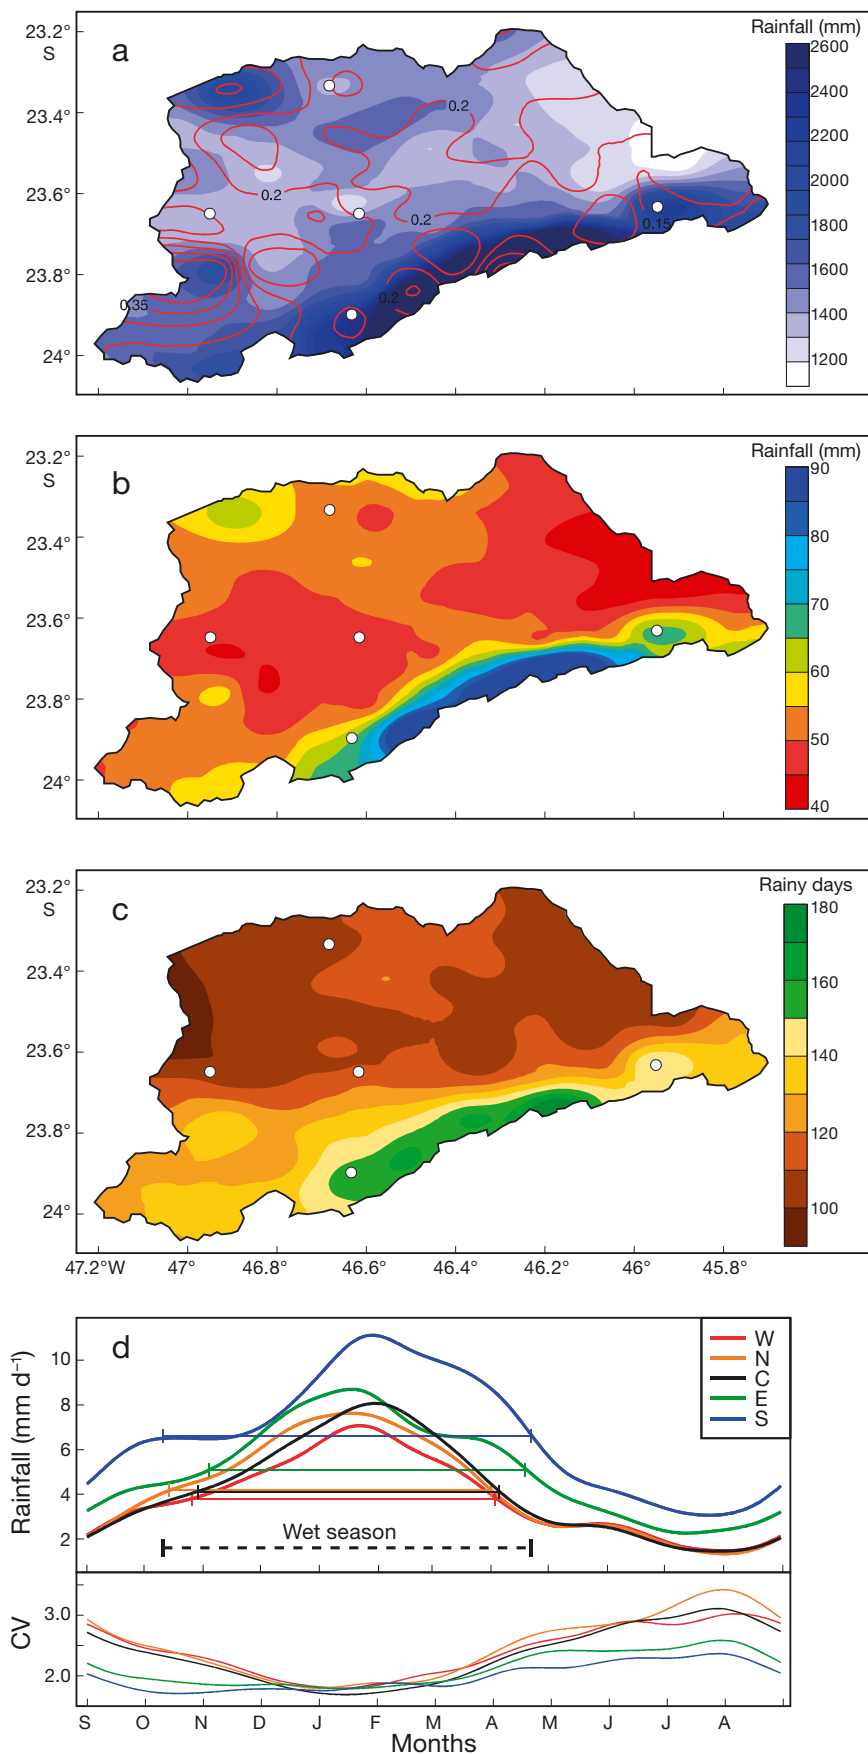 a
23.2°
S
23.4°
23.6°
23.8°
24°
0.2
0.2
0.2
0.15
0.2
0.35
Rainfall (mm)
2600
2400
2200
2000
1800
1600
1400
1200
b
23.2°
S
23.4°
23.6°
23.8°
24°
Rainfall (mm)
90
80
70
60
50
40
c
23.2°
S
23.4°
23.6°
23.8°
24°
Rainy days
180
160
140
120
100
47.2°W 47° 46.8° 46.6° 46.4° 46.2° 46° 45.8°
d
Rainfall (mm d⁻¹)
10
8
6
4
2
W
N
C
E
S
Wet season
CV
3.0
2.0
S O N D J F M A M J J A
Months